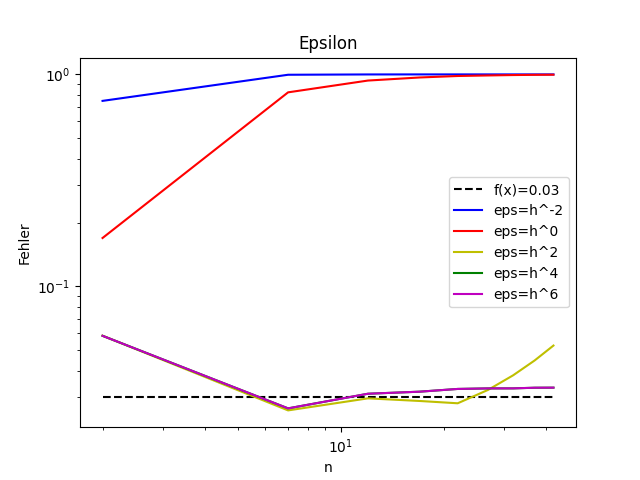 Epsilon
10^0
10^-1
Fehler
f(x)=0.03
eps=h^-2
eps=h^0
eps=h^2
eps=h^4
eps=h^6
10^1
n